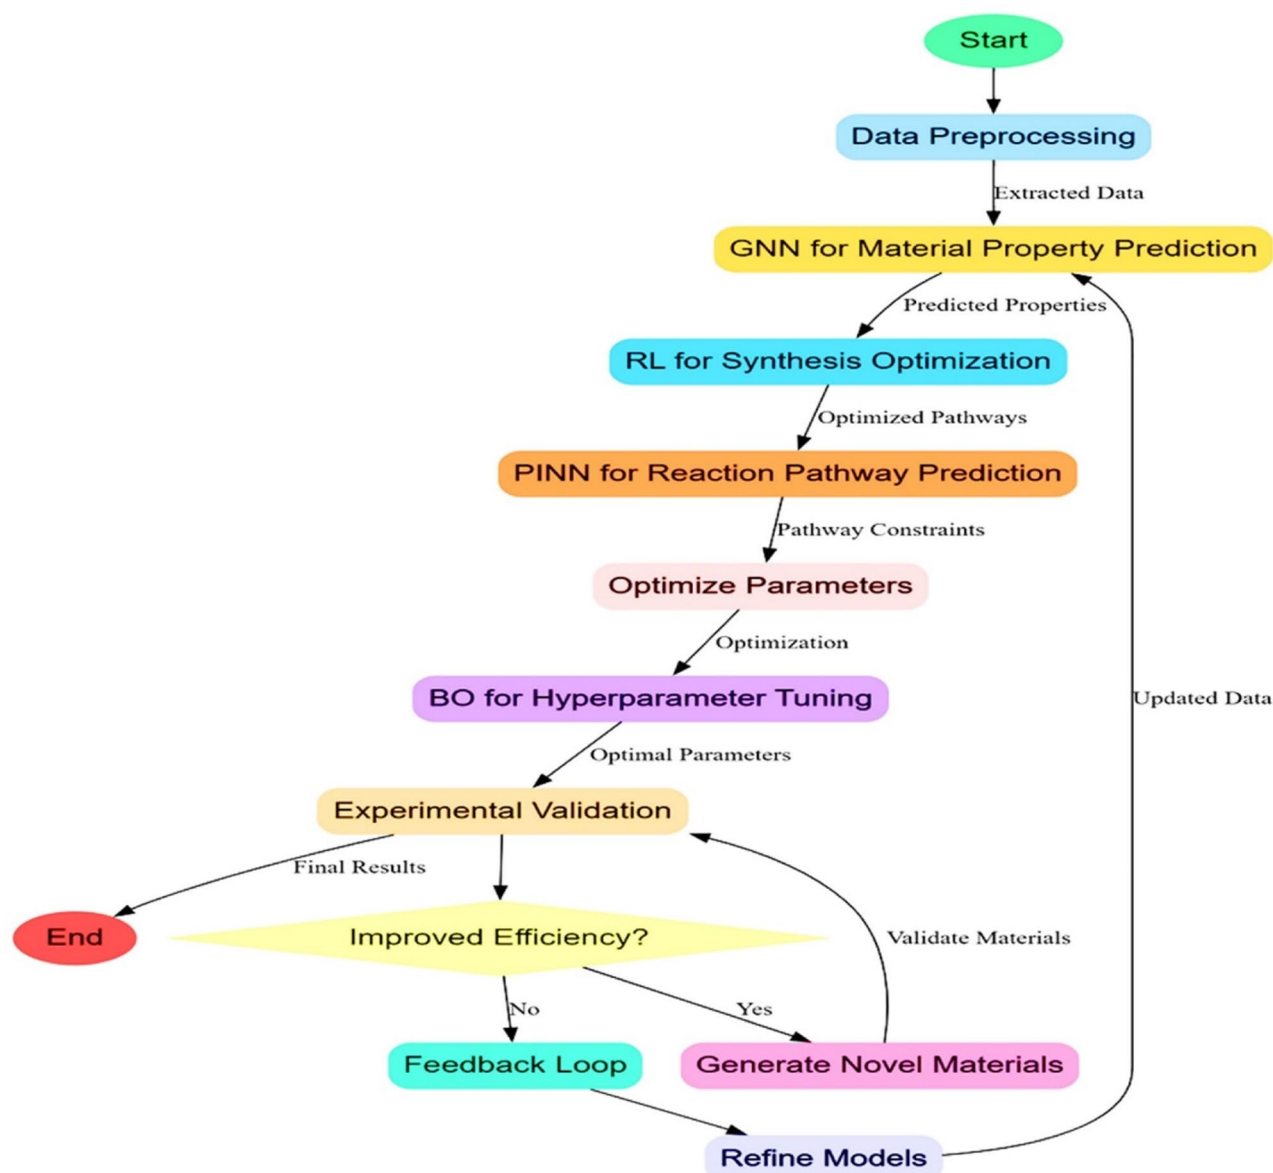 Start
Data Preprocessing
Extracted Data
GNN for Material Property Prediction
Predicted Properties
RL for Synthesis Optimization
Optimized Pathways
PINN for Reaction Pathway Prediction
Pathway Constraints
Optimize Parameters
Optimization
BO for Hyperparameter Tuning
Updated Data
Optimal Parameters
Experimental Validation
Final Results
End
Improved Efficiency?
Validate Materials
No
Yes
Feedback Loop
Generate Novel Materials
Refine Models